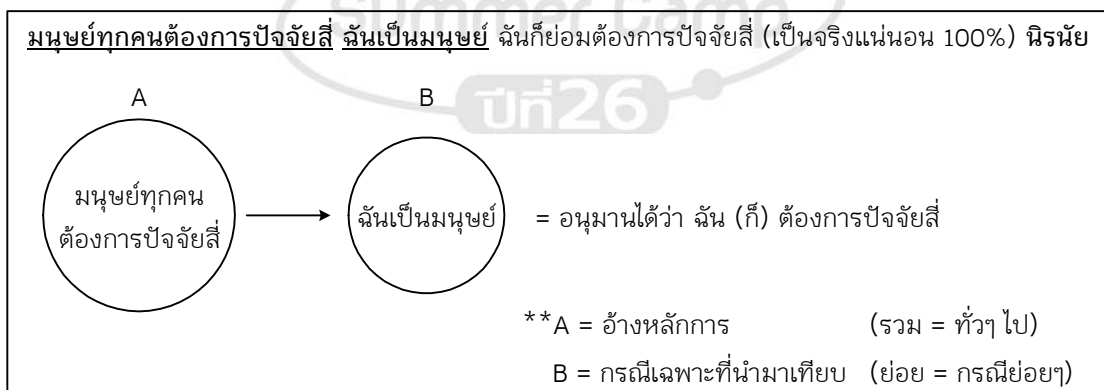 Summer Camp
มนุษย์ทุกคนต้องการปัจจัยสี่ ฉันเป็นมนุษย์ ฉันก็ย่อมต้องการปัจจัยสี่ (เป็นจริงแน่นอน 100%) นิรนัย
ปีที่26
A B
มนุษย์ทุกคน
ต้องการปัจจัยสี่
ฉันเป็นมนุษย์ = อนุมานได้ว่า ฉัน (ก็) ต้องการปัจจัยสี่
**A = อ้างหลักการ (รวม = ทั่วๆ ไป)
B = กรณีเฉพาะที่นำมาเทียบ (ย่อย = กรณีย่อยๆ)